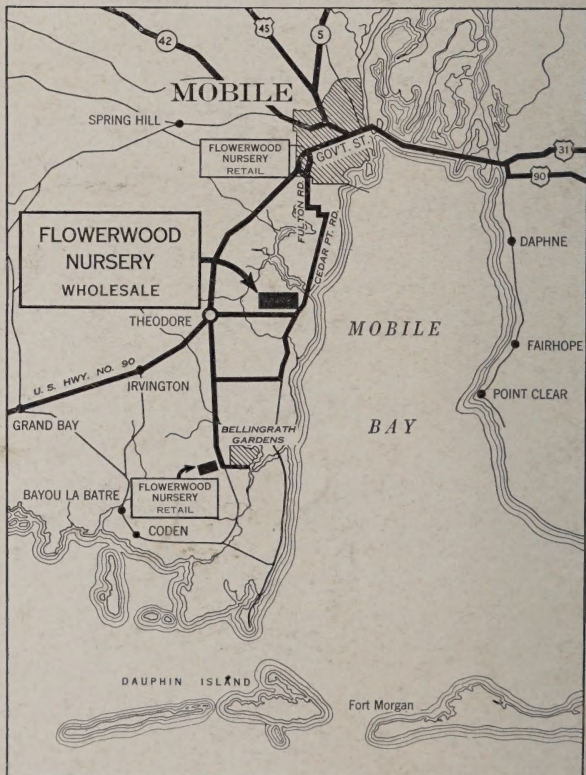 42
45
5
MOBILE
SPRING HILL
FLOWERWOOD
NURSERY
RETAIL
GOV'T. ST.
31
90
FULTON RD.
CEDAR PT. RD.
FLOWERWOOD
NURSERY
WHOLESALE
DAPHNE
THEODORE
MOBILE
BAY
FAIRHOPE
U. S. HWY. NO. 90
IRVINGTON
POINT CLEAR
GRAND BAY
BELLINGRATH
GARDENS
FLOWERWOOD
NURSERY
RETAIL
BAYOU LA BATRE
CODEN
DAUPHIN ISLAND
Fort Morgan